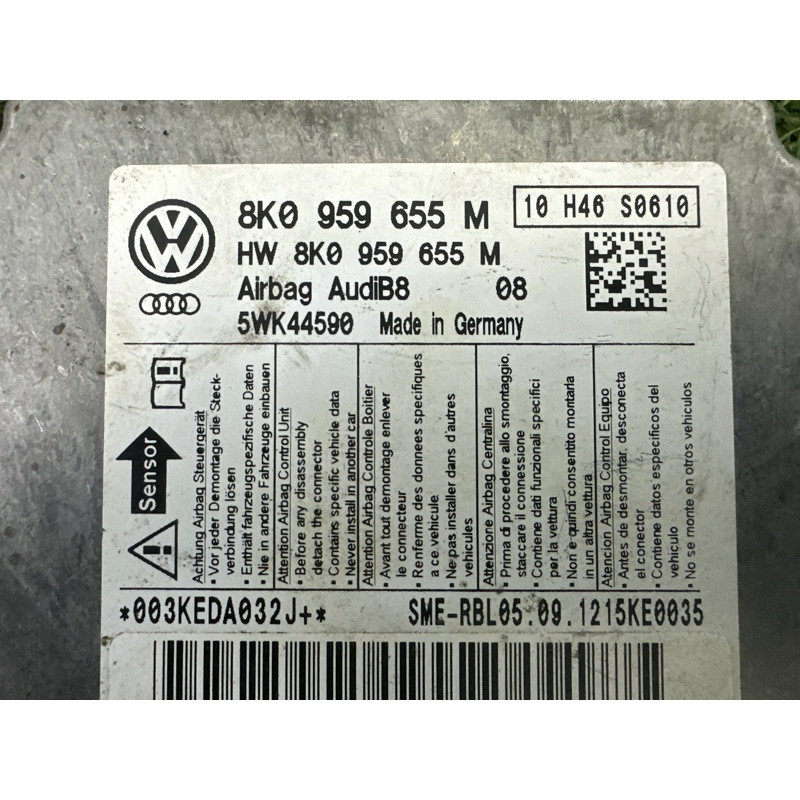 8K0 959 655 M
10 H46 S0610
HW 8K0 959 655 M
Airbag AudiB8 08
5WK44590 Made in Germany
Sensor
Achtung Airbag Steuergerät
• Vor jeder Demontage die Steck-
verbindung lösen
• Enthält fahrzeugspezifische Daten
• Nie in andere Fahrzeuge einbauen
Attention Airbag Control Unit
• Before any disassembly
detach the connector
• Contains specific vehicle data
• Never install in another car
Attention Airbag Controle Boitier
• Avant tout demontage enlever
le connecteur
• Renferme des donnees specifiques
a ce vehicule
• Ne pas installer dans d'autres
vehicules
Attenzione Airbag Centralina
• Prima di procedere allo smontaggio,
staccare il connessione
• Contiene dati funzionali specifici
per la vettura
• Non e quindi consentito montarla
in un altra vettura
Atencion Airbag Control Equipo
• Antes de desmontar, desconecta
el conector
• Contiene datos especificos del
vehiculo
• No se monte en otros vehiculos
*003KEDA032J+* SME-RBL05.09.1215KE0035